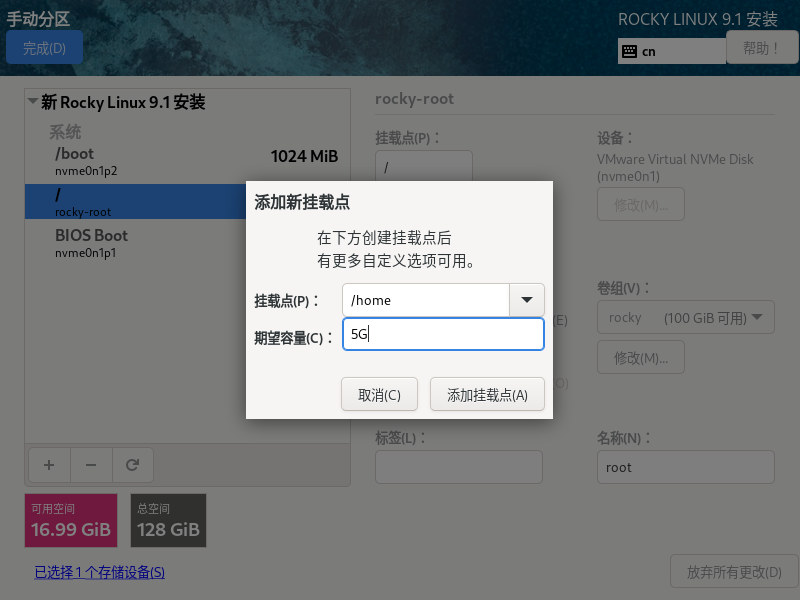 手动分区
ROCKY LINUX 9.1 安装
完成(D)
cn
帮助！
新 Rocky Linux 9.1 安装
系统
/boot
1024 MiB
nvme0n1p2
/
rocky-root
BIOS Boot
nvme0n1p1
rocky-root
挂载点(P)：
/
设备：
VMware Virtual NVMe Disk
(nvme0n1)
修改(M)...
添加新挂载点
在下方创建挂载点后
有更多自定义选项可用。
挂载点(P)：
/home
期望容量(C)：
5G
取消(C)
添加挂载点(A)
(E)
卷组(V)：
rocky (100 GiB 可用)
修改(M)...
(O)
标签(L)：
名称(N)：
root
+
−
可用空间
16.99 GiB
总空间
128 GiB
已选择 1 个存储设备(S)
放弃所有更改(D)